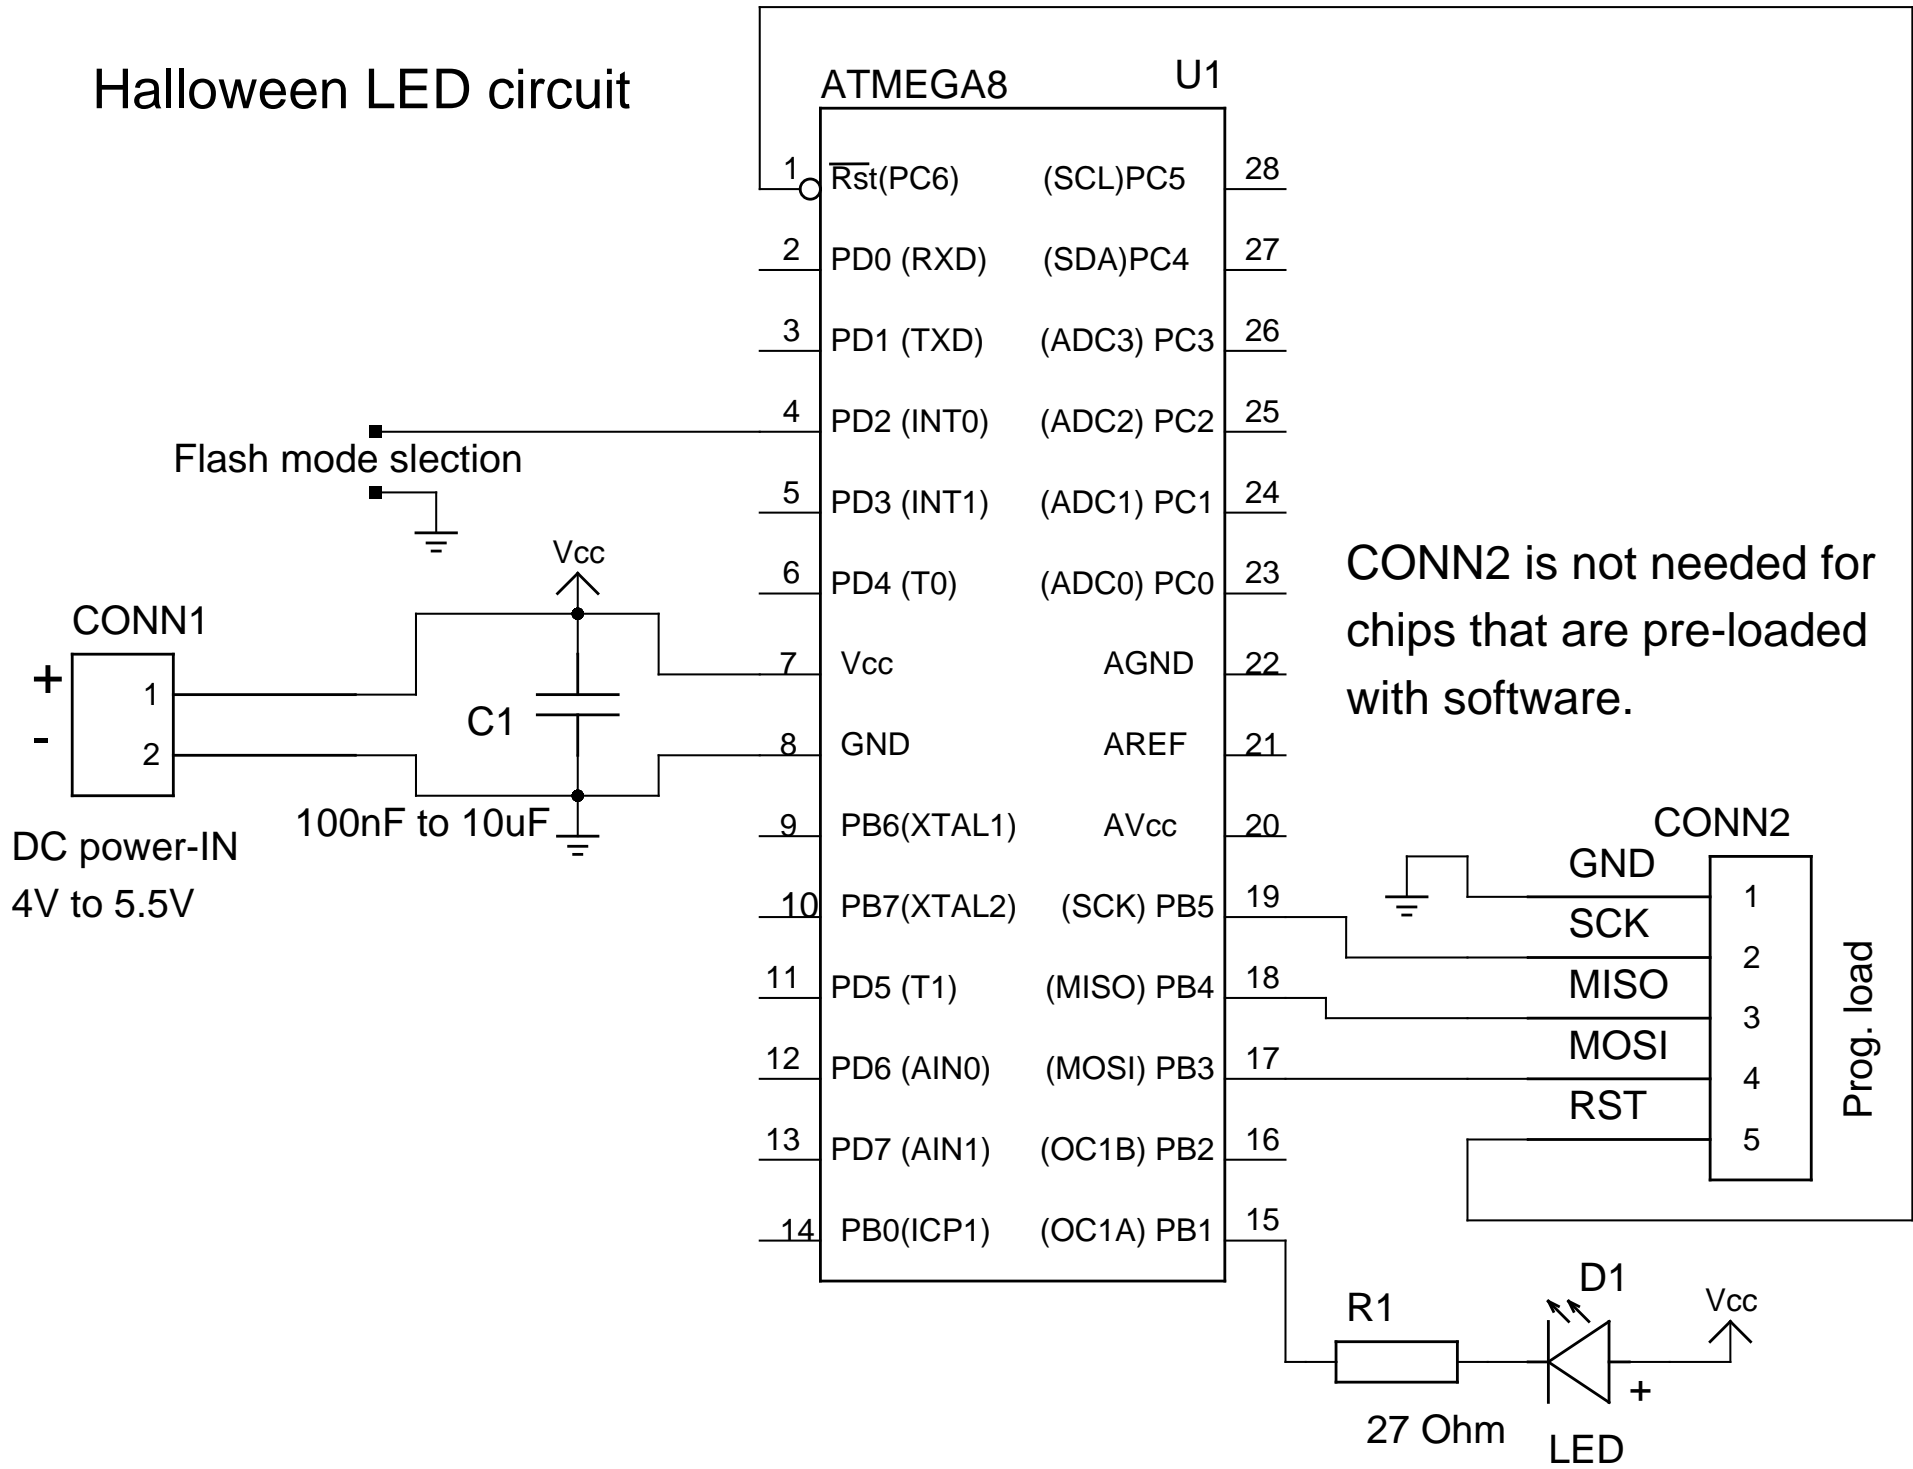 Halloween LED circuit
ATMEGA8
U1
1 Rst(PC6) (SCL)PC5 28
2 PD0 (RXD) (SDA)PC4 27
3 PD1 (TXD) (ADC3) PC3 26
4 PD2 (INT0) (ADC2) PC2 25
5 PD3 (INT1) (ADC1) PC1 24
6 PD4 (T0) (ADC0) PC0 23
7 Vcc AGND 22
8 GND AREF 21
9 PB6(XTAL1) AVcc 20
10 PB7(XTAL2) (SCK) PB5 19
11 PD5 (T1) (MISO) PB4 18
12 PD6 (AIN0) (MOSI) PB3 17
13 PD7 (AIN1) (OC1B) PB2 16
14 PB0(ICP1) (OC1A) PB1 15
Flash mode slection
Vcc
CONN1
+ 1
- 2
C1
100nF to 10uF
DC power-IN
4V to 5.5V
CONN2 is not needed for
chips that are pre-loaded
with software.
CONN2
GND 1
SCK 2
MISO 3
MOSI 4
RST 5
Prog. load
R1
27 Ohm
D1
+
LED
Vcc